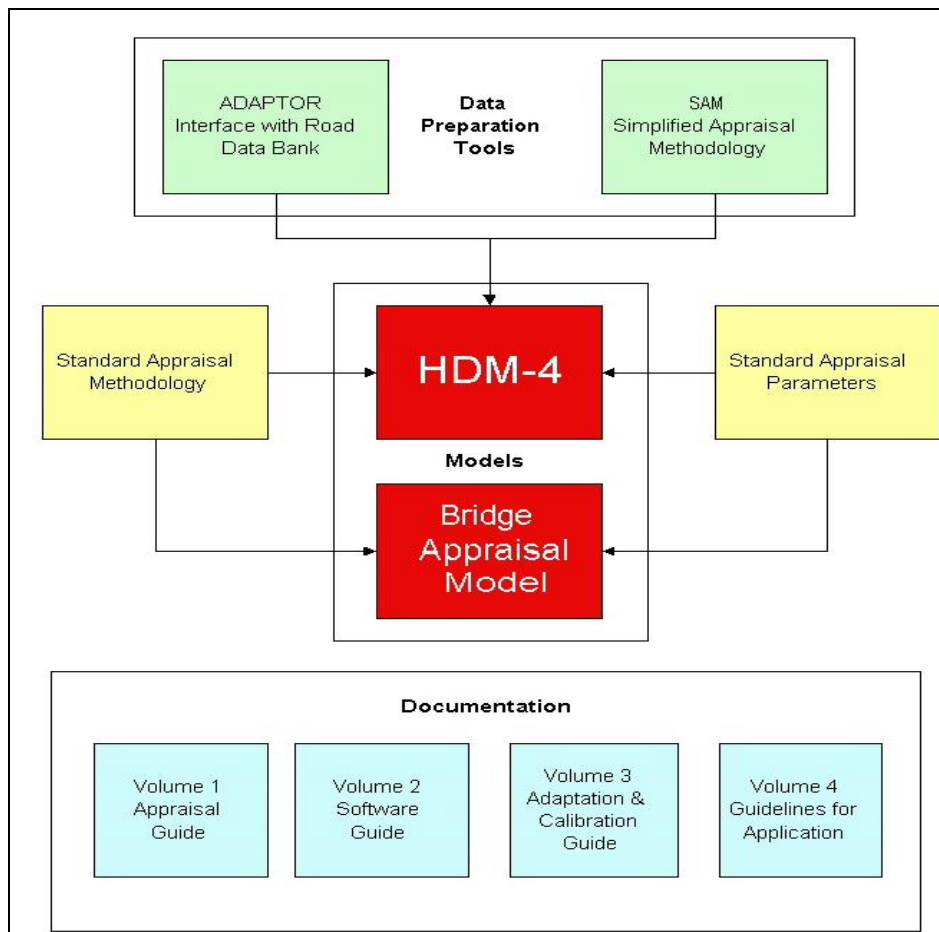 ADAPTOR
Interface with Road
Data Bank
Data
Preparation
Tools
SAM
Simplified Appraisal
Methodology
Standard Appraisal
Methodology
HDM-4
Standard Appraisal
Parameters
Models
Bridge
Appraisal
Model
Documentation
Volume 1
Appraisal
Guide
Volume 2
Software
Guide
Volume 3
Adaptation &
Calibration
Guide
Volume 4
Guidelines for
Application